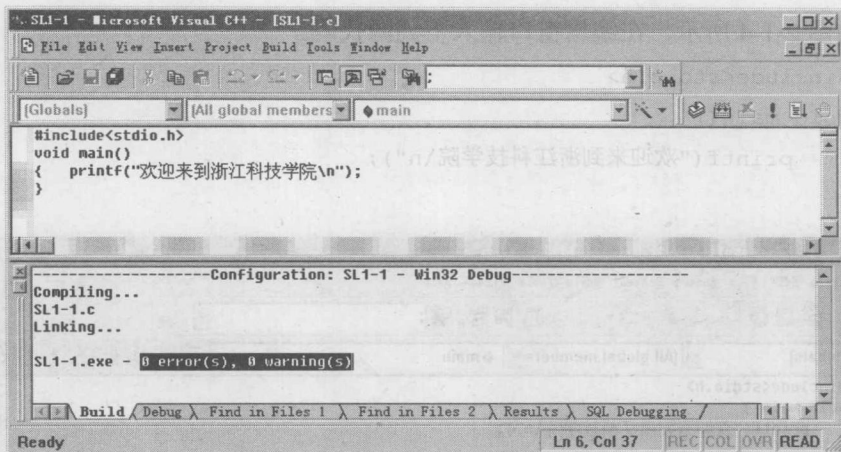 SL1-1 - Microsoft Visual C++ - [SL1-1.c]
File Edit View Insert Project Build Tools Window Help
(Globals) (All global members main
#include<stdio.h>
void main()
{ printf("欢迎来到浙江科技学院\n");
}
--------------------Configuration: SL1-1 - Win32 Debug--------------------
Compiling...
SL1-1.c
Linking...
SL1-1.exe - 0 error(s), 0 warning(s)
Build Debug Find in Files 1 Find in Files 2 Results SQL Debugging
Ready Ln 6, Col 37 REC COL OVR READ